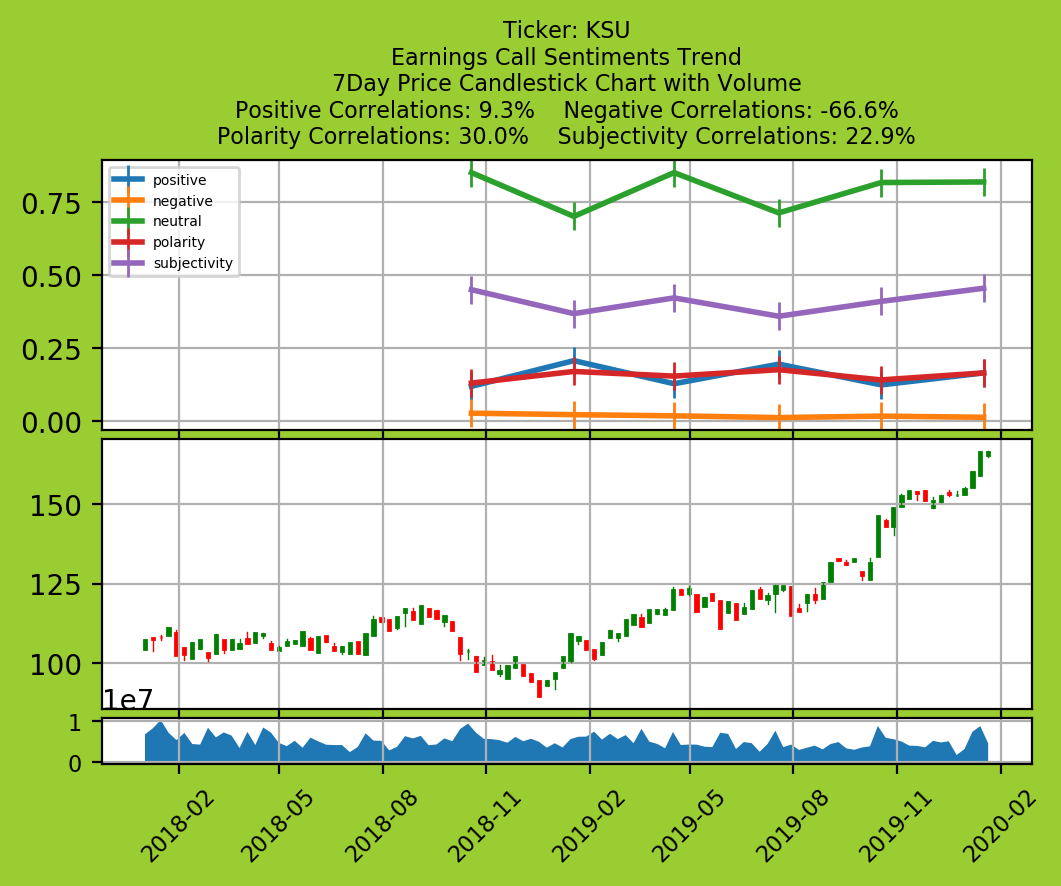 Ticker: KSU
Earnings Call Sentiments Trend
7Day Price Candlestick Chart with Volume
Positive Correlations: 9.3%    Negative Correlations: -66.6%
Polarity Correlations: 30.0%    Subjectivity Correlations: 22.9%
positive
negative
neutral
polarity
subjectivity
0.75
0.50
0.25
0.00
150
125
100
1e7
1
0
2018-02
2018-05
2018-08
2018-11
2019-02
2019-05
2019-08
2019-11
2020-02